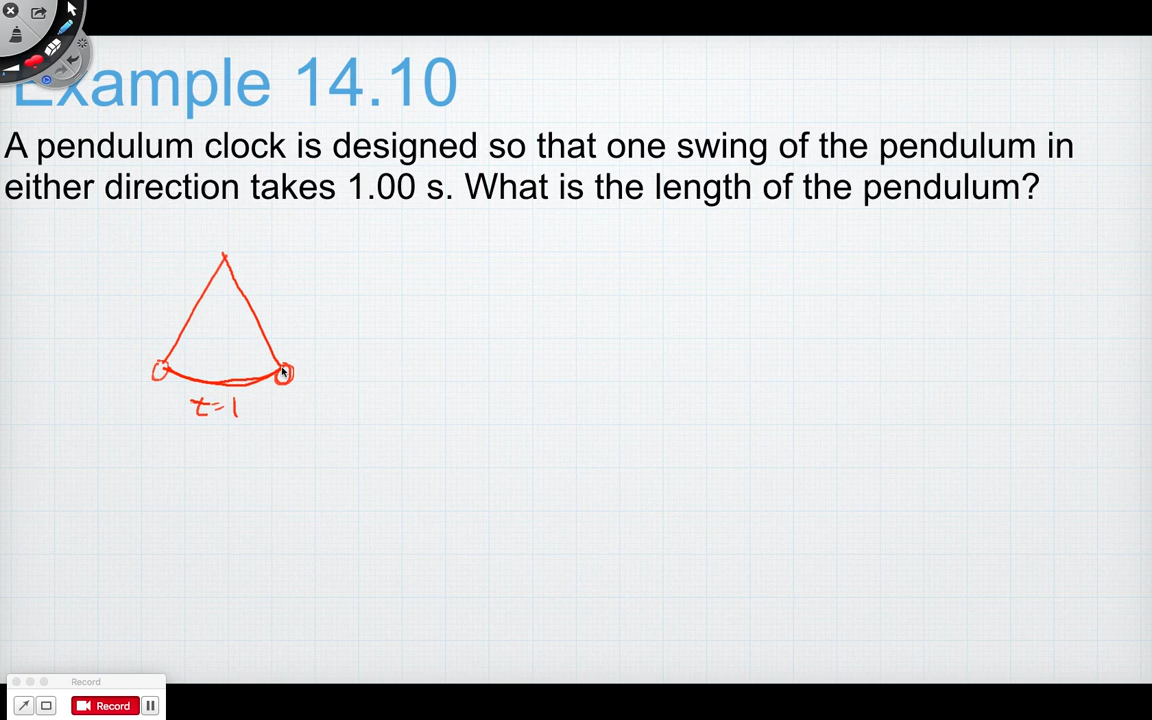 Example 14.10
A pendulum clock is designed so that one swing of the pendulum in
either direction takes 1.00 s. What is the length of the pendulum?
t=1
Record
Record